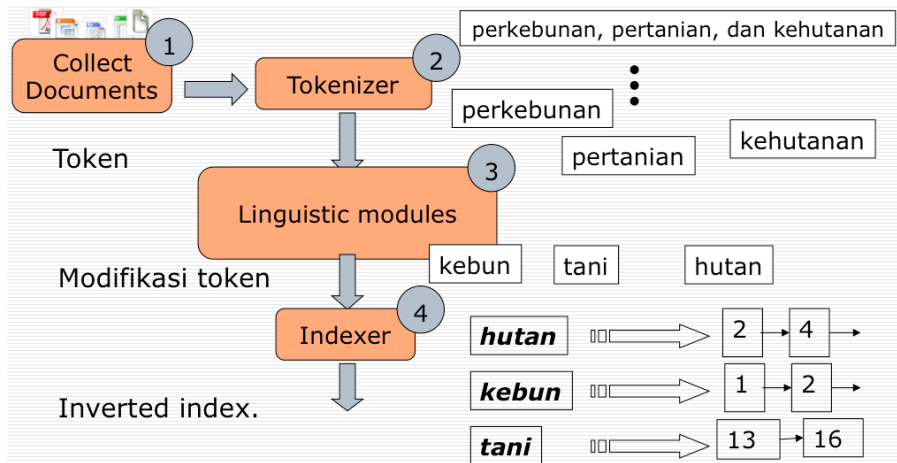 PDF
1
perkebunan, pertanian, dan kehutanan
Collect
Documents
2
Tokenizer
perkebunan
kehutanan
Token
pertanian
3
Linguistic modules
kebun
tani
hutan
Modifikasi token
4
Indexer
hutan
2
4
kebun
1
2
Inverted index.
tani
13
16